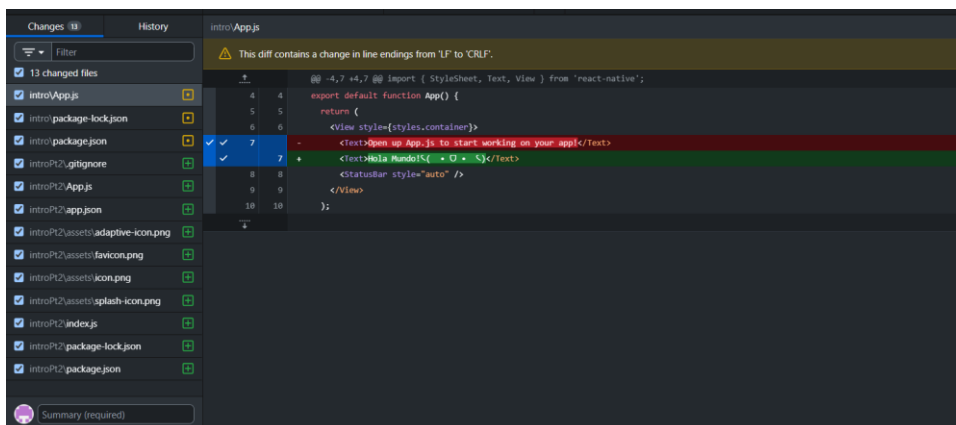 Changes 13
History
Filter
13 changed files
intro\App.js
intro\package-lock.json
intro\package.json
introPt2\.gitignore
introPt2\App.js
introPt2\app.json
introPt2\assets\adaptive-icon.png
introPt2\assets\favicon.png
introPt2\assets\icon.png
introPt2\assets\splash-icon.png
introPt2\index.js
introPt2\package-lock.json
introPt2\package.json
Summary (required)
intro\App.js
This diff contains a change in line endings from 'LF' to 'CRLF'.
@@ -4,7 +4,7 @@ import { StyleSheet, Text, View } from 'react-native';
4 4 export default function App() {
5 5 return (
6 6 <View style={styles.container}>
7 - <Text>Open up App.js to start working on your app!</Text>
7 + <Text>Hola Mundo!ᕙ( • ᗜ • ᕙ)</Text>
8 8 <StatusBar style="auto" />
9 9 </View>
10 10 );